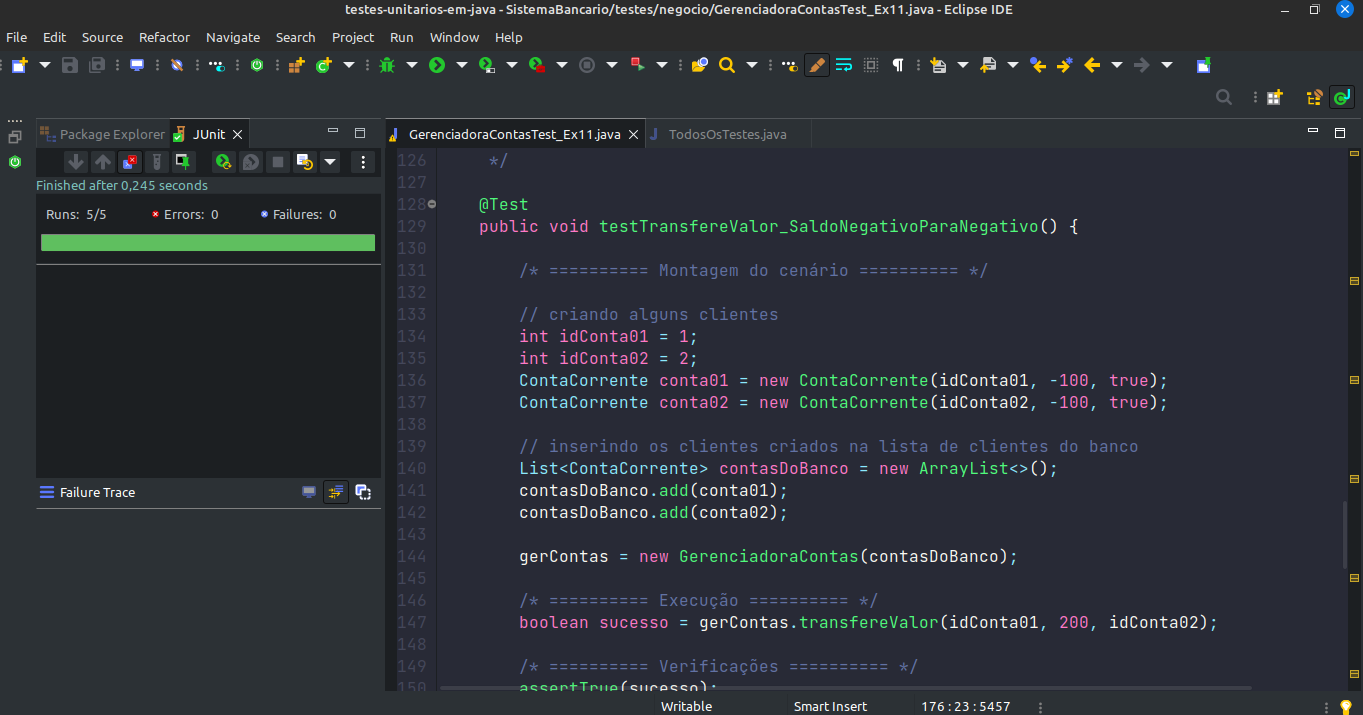 testes-unitarios-em-java - SistemaBancario/testes/negocio/GerenciadoraContasTest_Ex11.java - Eclipse IDE
File Edit Source Refactor Navigate Search Project Run Window Help
Package Explorer JUnit
GerenciadoraContasTest_Ex11.java TodosOsTestes.java
Finished after 0,245 seconds
Runs: 5/5 Errors: 0 Failures: 0
Failure Trace
126 */
127
128 @Test
129 public void testTransfereValor_SaldoNegativoParaNegativo() {
130
131 /* ========== Montagem do cenário ========== */
132
133 // criando alguns clientes
134 int idConta01 = 1;
135 int idConta02 = 2;
136 ContaCorrente conta01 = new ContaCorrente(idConta01, -100, true);
137 ContaCorrente conta02 = new ContaCorrente(idConta02, -100, true);
138
139 // inserindo os clientes criados na lista de clientes do banco
140 List<ContaCorrente> contasDoBanco = new ArrayList<>();
141 contasDoBanco.add(conta01);
142 contasDoBanco.add(conta02);
143
144 gerContas = new GerenciadoraContas(contasDoBanco);
145
146 /* ========== Execução ========== */
147 boolean sucesso = gerContas.transfereValor(idConta01, 200, idConta02);
148
149 /* ========== Verificações ========== */
150 assertTrue(sucesso);
Writable Smart Insert 176 : 23 : 5457